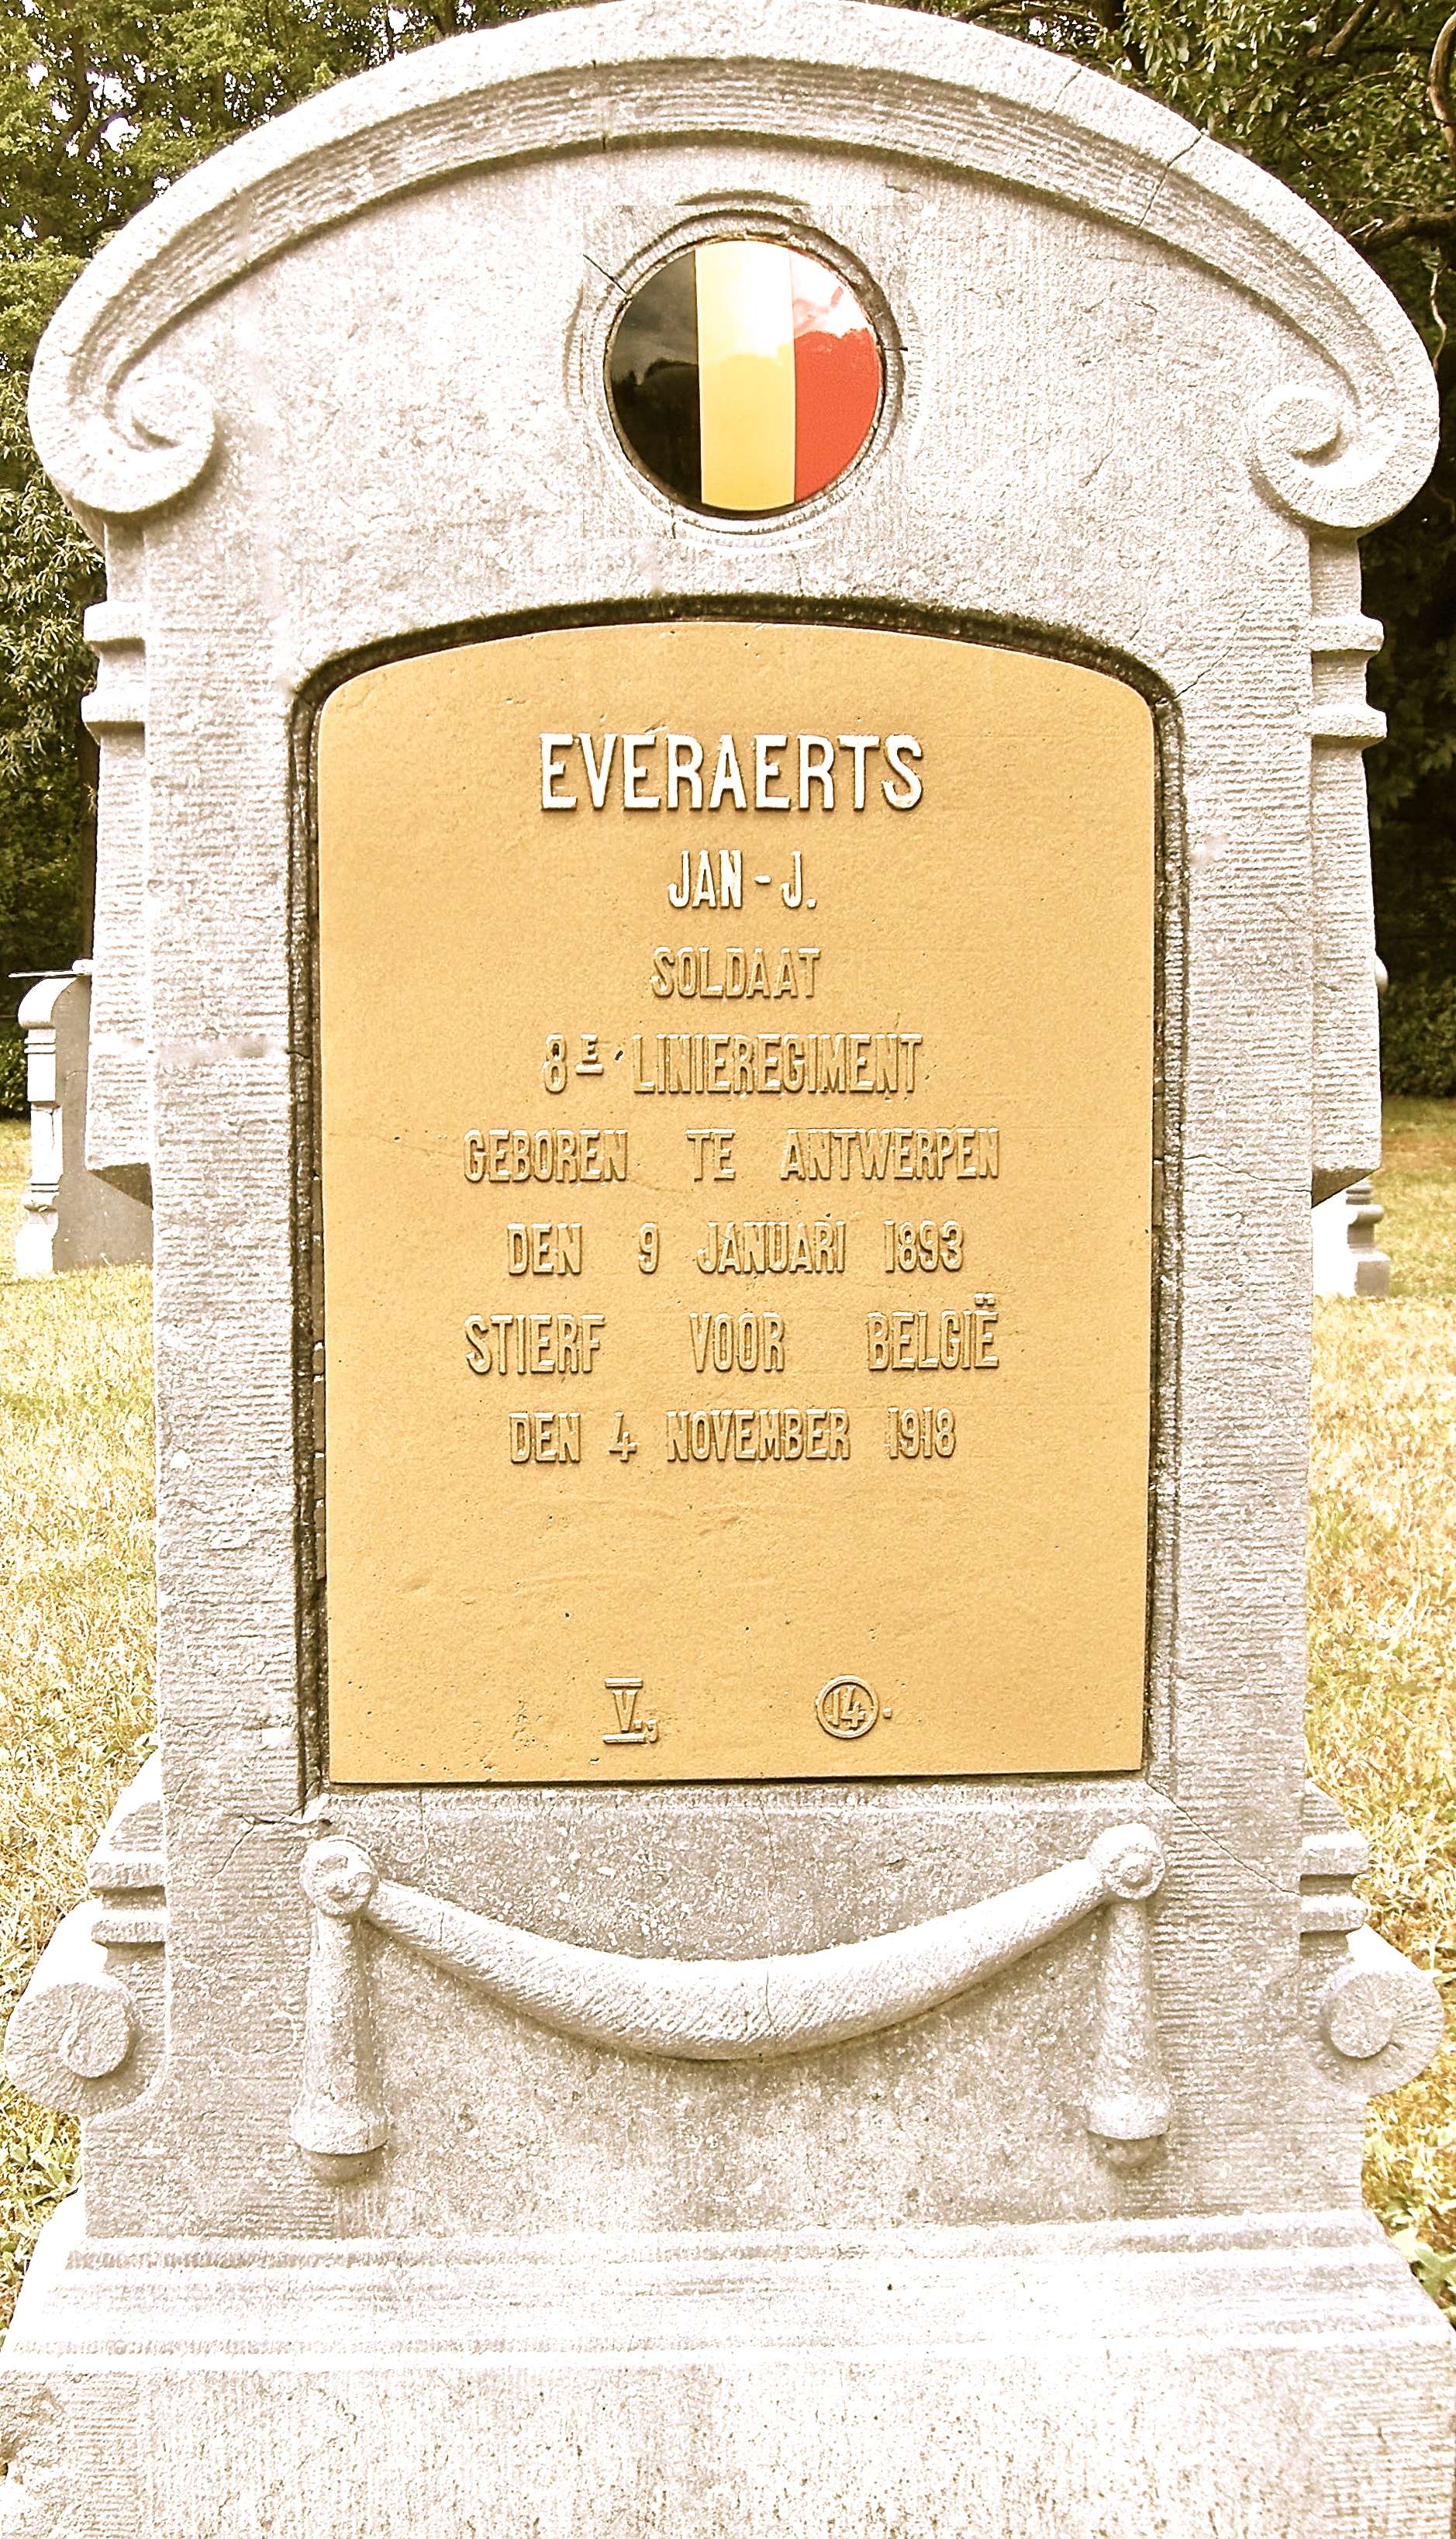 EVERAERTS
JAN - J.
SOLDAAT
8E LINIEREGIMENT
GEBOREN TE ANTWERPEN
DEN 9 JANUARI 1893
STIERF VOOR BELGIË
DEN 4 NOVEMBER 1918
V., 14.